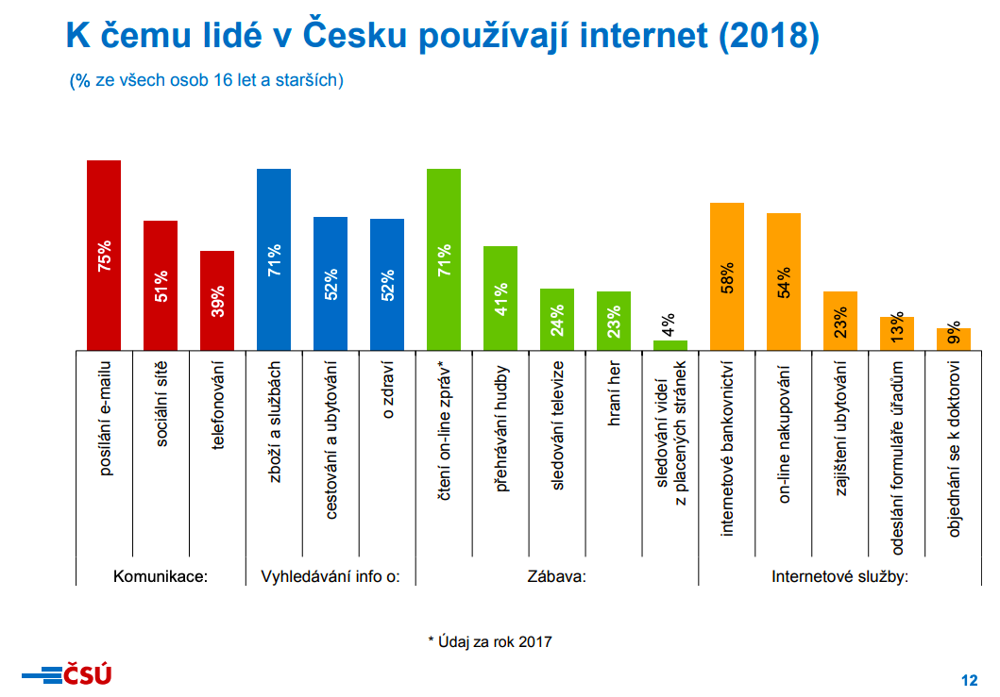 K čemu lidé v Česku používají internet (2018)
(% ze všech osob 16 let a starších)
75%
51%
39%
71%
52%
52%
71%
41%
24%
23%
4%
58%
54%
23%
13%
9%
posílání e-mailu
sociální sítě
telefonování
zboží a službách
cestování a ubytování
o zdraví
čtení on-line zpráv*
přehrávání hudby
sledování televize
hraní her
sledování videí
z placených stránek
internetové bankovnictví
on-line nakupování
zajištění ubytování
odeslání formuláře úřadům
objednání se k doktorovi
Komunikace:
Vyhledávání info o:
Zábava:
Internetové služby:
* Údaj za rok 2017
ČSÚ
12